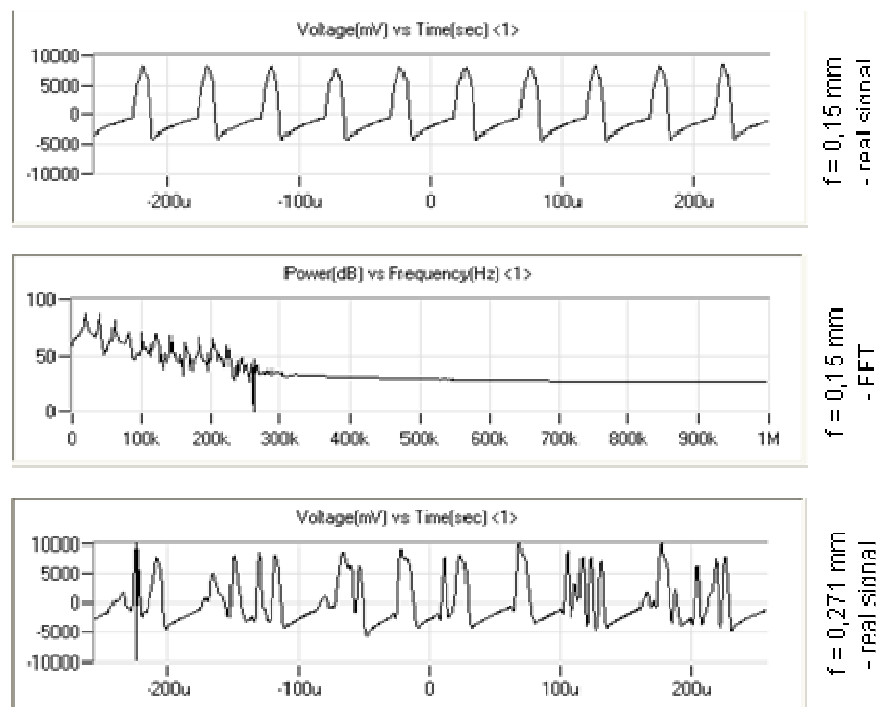 Voltage(mV) vs Time(sec) <1>
10000
5000
0
-5000
-10000
-200u -100u 0 100u 200u
f = 0,15 mm
- real signal
Power(dB) vs Frequency(Hz) <1>
100
50
0
0 100k 200k 300k 400k 500k 600k 700k 800k 900k 1M
f = 0,15 mm
- FFT
Voltage(mV) vs Time(sec) <1>
10000
5000
0
-5000
-10000
-200u -100u 0 100u 200u
f = 0,271 mm
- real signal